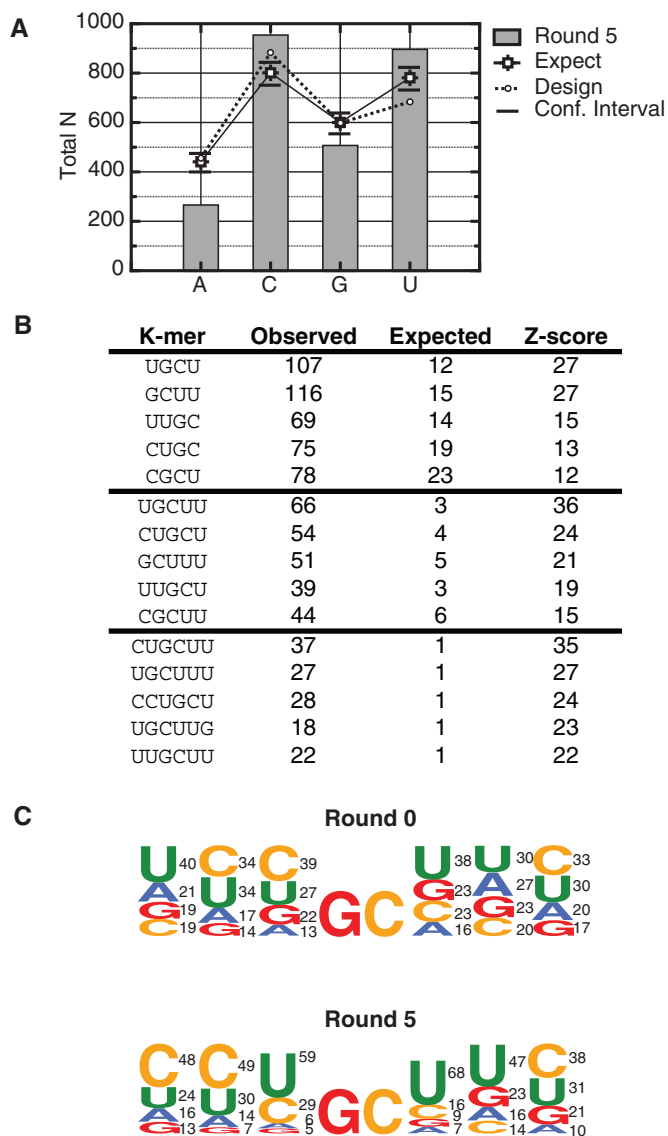 A
1000
800
600
400
200
0
Total N
A C G U
Round 5
Expect
Design
Conf. Interval
B
K-mer Observed Expected Z-score
UGCU 107 12 27
GCUU 116 15 27
UUGC 69 14 15
CUGC 75 19 13
CGCU 78 23 12
UGCUU 66 3 36
CUGCU 54 4 24
GCUUU 51 5 21
UUGCU 39 3 19
CGCUU 44 6 15
CUGCUU 37 1 35
UGCUUU 27 1 27
CCUGCU 28 1 24
UGCUUG 18 1 23
UUGCUU 22 1 22
C
Round 0
U 40 C 34 C 39 U 38 U 30 C 33
A 21 U 34 U 27 G 23 A 27 U 30
G 19 A 17 G 22 G C C 23 G 23 A 20
C 19 G 14 A 13 A 16 C 20 G 17
Round 5
C 48 C 49 U 59 U 68 U 47 C 38
U 24 U 30 C 29 C 16 G 23 U 31
A 16 A 14 A 6 G C G 9 A 16 G 21
G 13 G 7 G 5 A 7 C 14 A 10